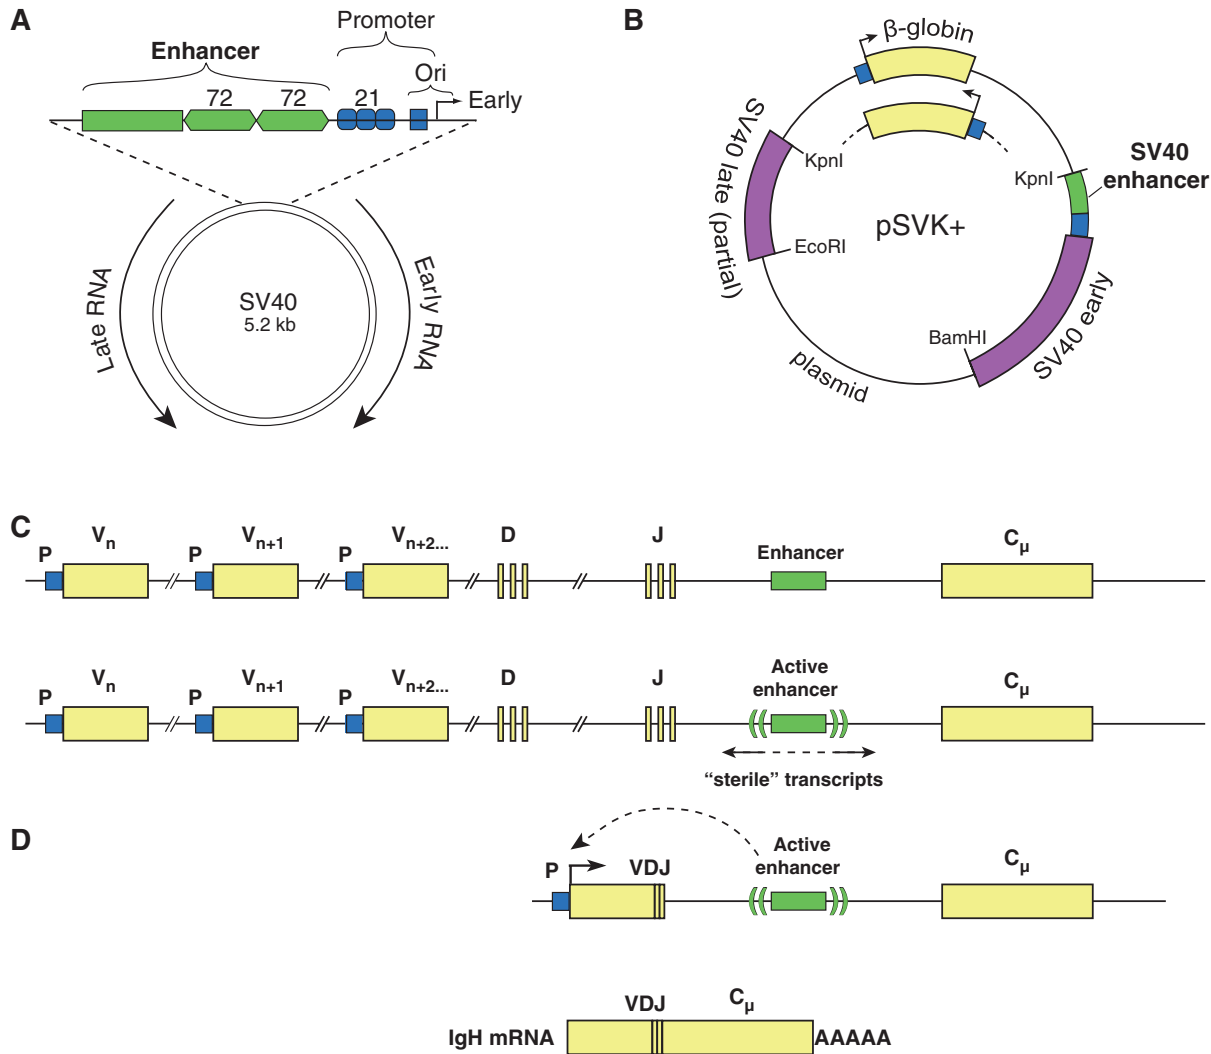 A
Promoter
Enhancer
Ori
72
72
21
Early
SV40
5.2 kb
Late RNA
Early RNA
B
β-globin
SV40 late (partial)
KpnI
KpnI
SV40
enhancer
pSVK+
EcoRI
BamHI
SV40 early
plasmid
C
P
Vn
P
Vn+1
P
Vn+2...
D
J
Enhancer
Cμ
P
Vn
P
Vn+1
P
Vn+2...
D
J
Active
enhancer
Cμ
“sterile” transcripts
D
P
VDJ
Active
enhancer
Cμ
VDJ
Cμ
IgH mRNA
AAAAA